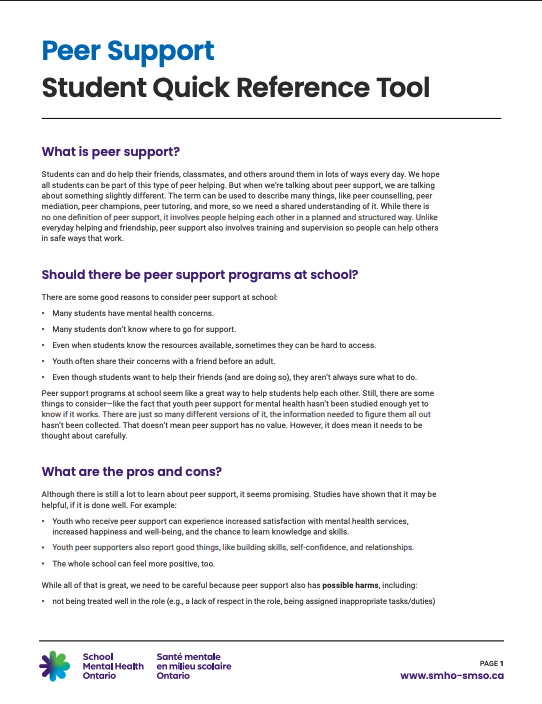 Peer Support
Student Quick Reference Tool
What is peer support?
Students can and do help their friends, classmates, and others around them in lots of ways every day. We hope
all students can be part of this type of peer helping. But when we're talking about peer support, we are talking
about something slightly different. The term can be used to describe many things, like peer counselling, peer
mediation, peer champions, peer tutoring, and more, so we need a shared understanding of it. While there is
no one definition of peer support, it involves people helping each other in a planned and structured way. Unlike
everyday helping and friendship, peer support also involves training and supervision so people can help others
in safe ways that work.
Should there be peer support programs at school?
There are some good reasons to consider peer support at school:
• Many students have mental health concerns.
• Many students don't know where to go for support.
• Even when students know the resources available, sometimes they can be hard to access.
• Youth often share their concerns with a friend before an adult.
• Even though students want to help their friends (and are doing so), they aren't always sure what to do.
Peer support programs at school seem like a great way to help students help each other. Still, there are some
things to consider—like the fact that youth peer support for mental health hasn't been studied enough yet to
know if it works. There are just so many different versions of it, the information needed to figure them all out
hasn't been collected. That doesn't mean peer support has no value. However, it does mean it needs to be
thought about carefully.
What are the pros and cons?
Although there is still a lot to learn about peer support, it seems promising. Studies have shown that it may be
helpful, if it is done well. For example:
• Youth who receive peer support can experience increased satisfaction with mental health services,
increased happiness and well-being, and the chance to learn knowledge and skills.
• Youth peer supporters also report good things, like building skills, self-confidence, and relationships.
• The whole school can feel more positive, too.
While all of that is great, we need to be careful because peer support also has possible harms, including:
• not being treated well in the role (e.g., a lack of respect in the role, being assigned inappropriate tasks/duties)
School
Mental Health
Ontario
Santé mentale
en milieu scolaire
Ontario
PAGE 1
www.smho-smso.ca